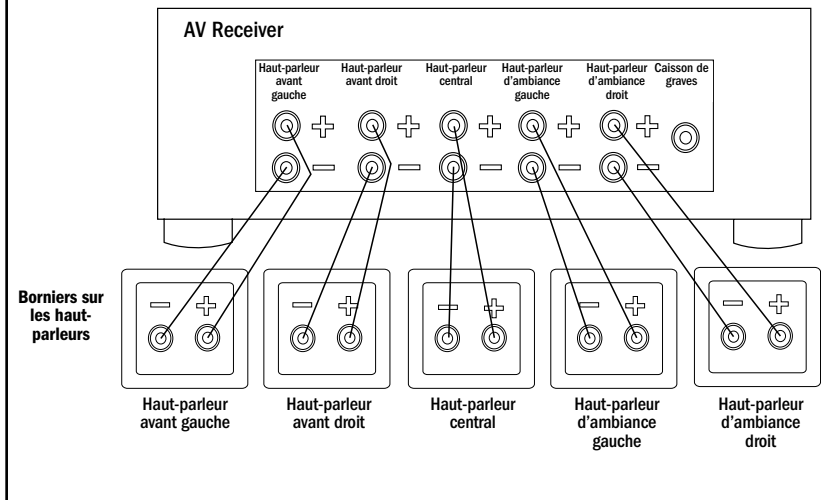 AV Receiver
Haut-parleur
avant
gauche
Haut-parleur
avant droit
Haut-parleur
central
Haut-parleur
d'ambiance
gauche
Haut-parleur
d'ambiance
droit
Caisson de
graves
Borniers sur
les haut-
parleurs
Haut-parleur
avant gauche
Haut-parleur
avant droit
Haut-parleur
central
Haut-parleur
d'ambiance
gauche
Haut-parleur
d'ambiance
droit